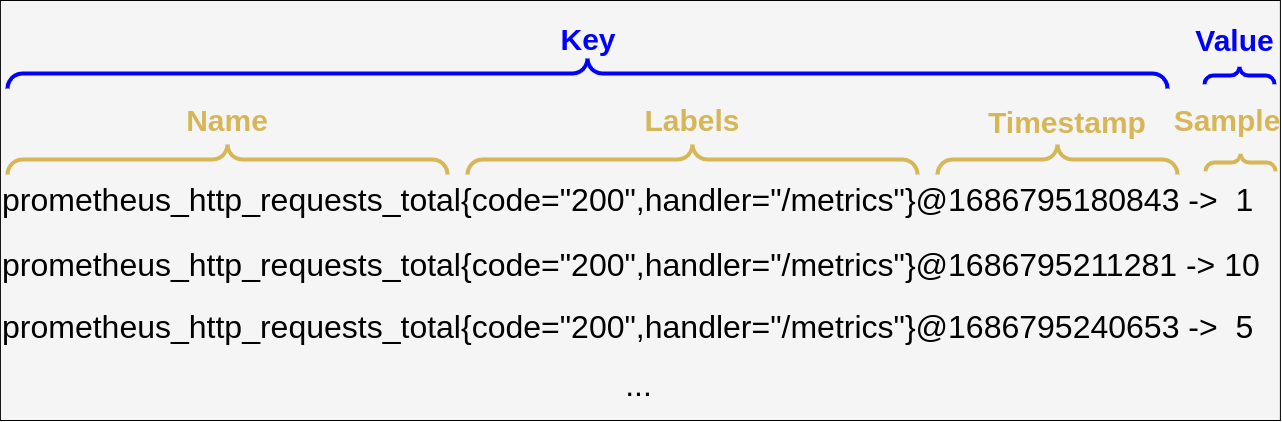 Key Value
Name Labels Timestamp Sample
prometheus_http_requests_total{code="200",handler="/metrics"}@1686795180843 -> 1
prometheus_http_requests_total{code="200",handler="/metrics"}@1686795211281 -> 10
prometheus_http_requests_total{code="200",handler="/metrics"}@1686795240653 -> 5
...